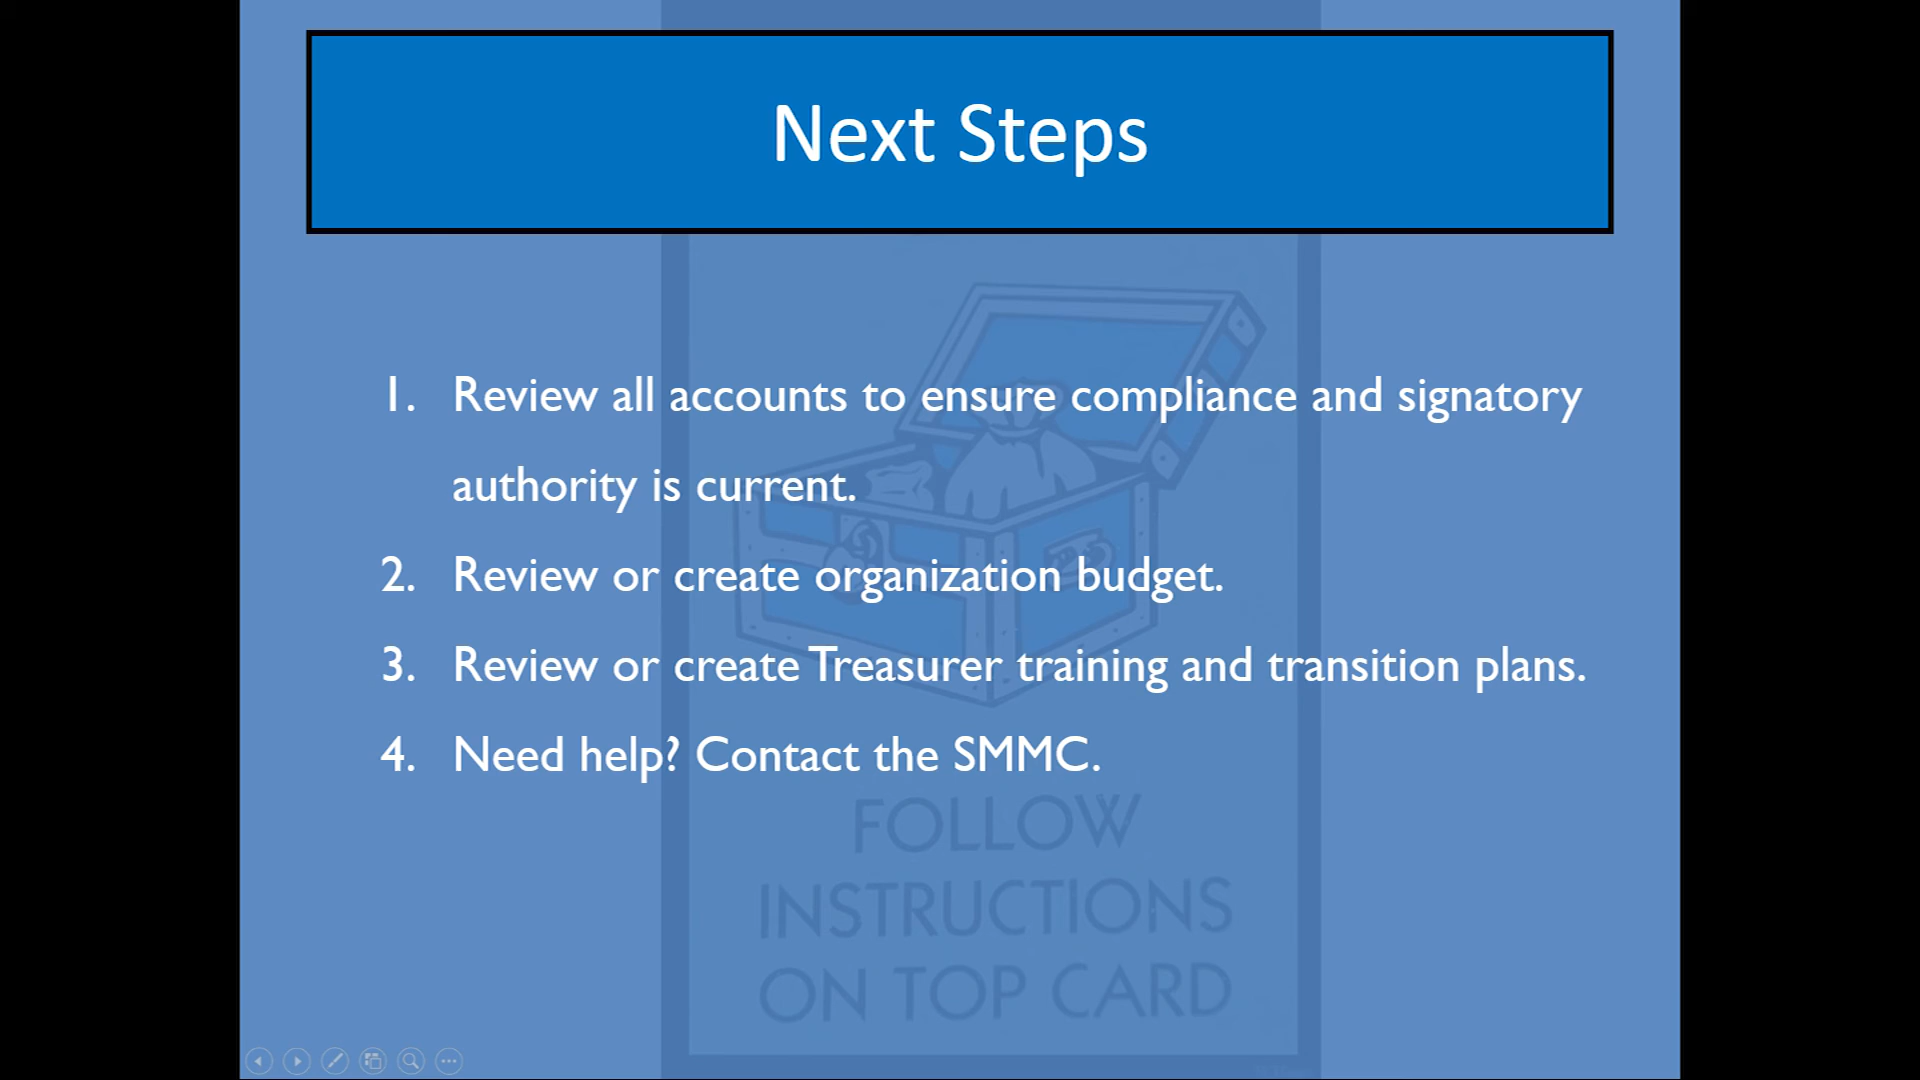 Next Steps
1. Review all accounts to ensure compliance and signatory
authority is current.
2. Review or create organization budget.
3. Review or create Treasurer training and transition plans.
4. Need help? Contact the SMMC.
FOLLOW
INSTRUCTIONS
ON TOP CARD